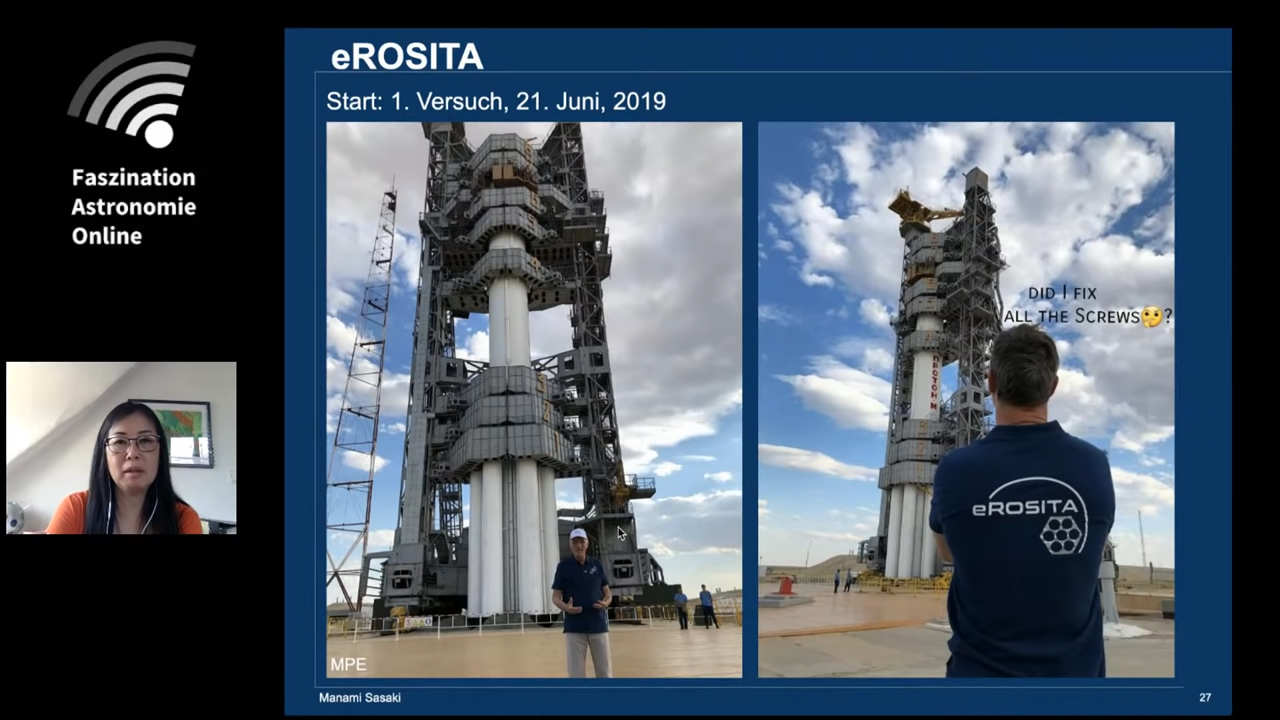 Faszination
Astronomie
Online
eROSITA
Start: 1. Versuch, 21. Juni, 2019
DID I FIX
ALL THE SCREWS🤔?
ПРОТОН-М
eROSITA
MPE
Manami Sasaki
27